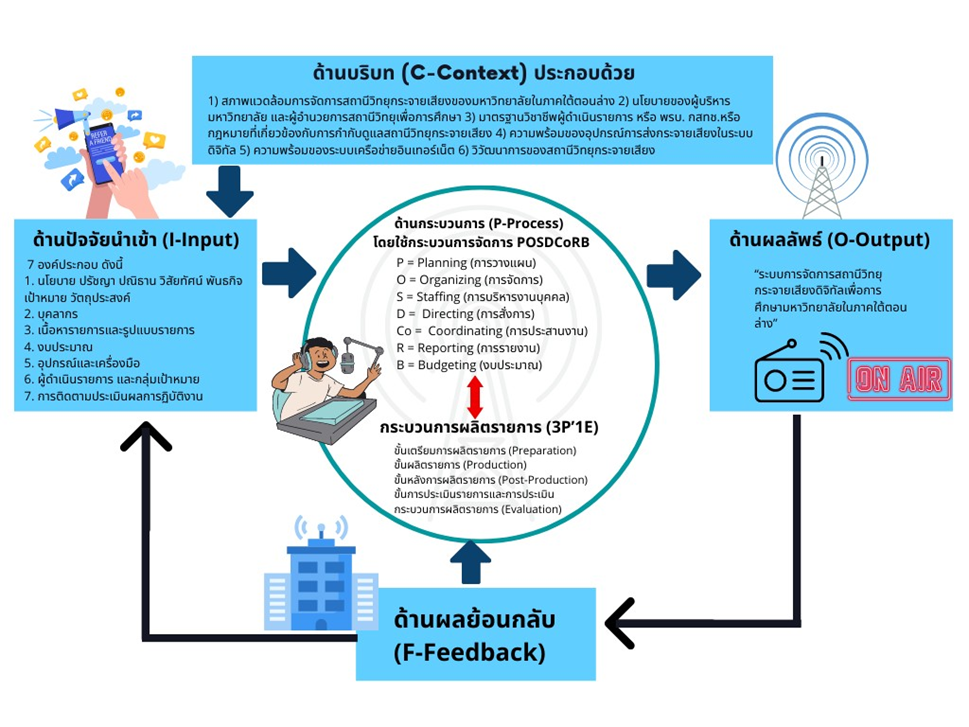 ด้านบริบท (C-Context) ประกอบด้วย
1) สภาพแวดล้อมการจัดการสถานีวิทยุกระจายเสียงของมหาวิทยาลัยในภาคใต้ตอนล่าง 2) นโยบายของผู้บริหาร
มหาวิทยาลัย และผู้อำนวยการสถานีวิทยุเพื่อการศึกษา 3) มาตรฐานวิชาชีพผู้ดำเนินรายการ หรือ พรบ. กสทช.หรือ
กฎหมายที่เกี่ยวข้องกับการกำกับดูแลสถานีวิทยุกระจายเสียง 4) ความพร้อมของอุปกรณ์การส่งกระจายเสียงในระบบ
ดิจิทัล 5) ความพร้อมของระบบเครือข่ายอินเทอร์เน็ต 6) วิวัฒนาการของสถานีวิทยุกระจายเสียง
REFER
A FRIEND
ด้านปัจจัยนำเข้า (I-Input)
7 องค์ประกอบ ดังนี้
1. นโยบาย ปรัชญา ปณิธาน วิสัยทัศน์ พันธกิจ
เป้าหมาย วัตถุประสงค์
2. บุคลากร
3. เนื้อหารายการและรูปแบบรายการ
4. งบประมาณ
5. อุปกรณ์และเครื่องมือ
6. ผู้ดำเนินรายการ และกลุ่มเป้าหมาย
7. การติดตามประเมินผลการฏิบัติงาน
ด้านกระบวนการ (P-Process)
โดยใช้กระบวนการจัดการ POSDCoRB
P = Planning (การวางแผน)
O = Organizing (การจัดการ)
S = Staffing (การบริหารงานบุคคล)
D = Directing (การสั่งการ)
Co = Coordinating (การประสานงาน)
R = Reporting (การรายงาน)
B = Budgeting (งบประมาณ)
กระบวนการผลิตรายการ (3P’1E)
ขั้นเตรียมการผลิตรายการ (Preparation)
ขั้นผลิตรายการ (Production)
ขั้นหลังการผลิตรายการ (Post-Production)
ขั้นการประเมินรายการและการประเมิน
กระบวนการผลิตรายการ (Evaluation)
ด้านผลลัพธ์ (O-Output)
“ระบบการจัดการสถานีวิทยุ
กระจายเสียงดิจิทัลเพื่อการ
ศึกษามหาวิทยาลัยในภาคใต้ตอน
ล่าง”
ON AIR
ด้านผลย้อนกลับ
(F-Feedback)